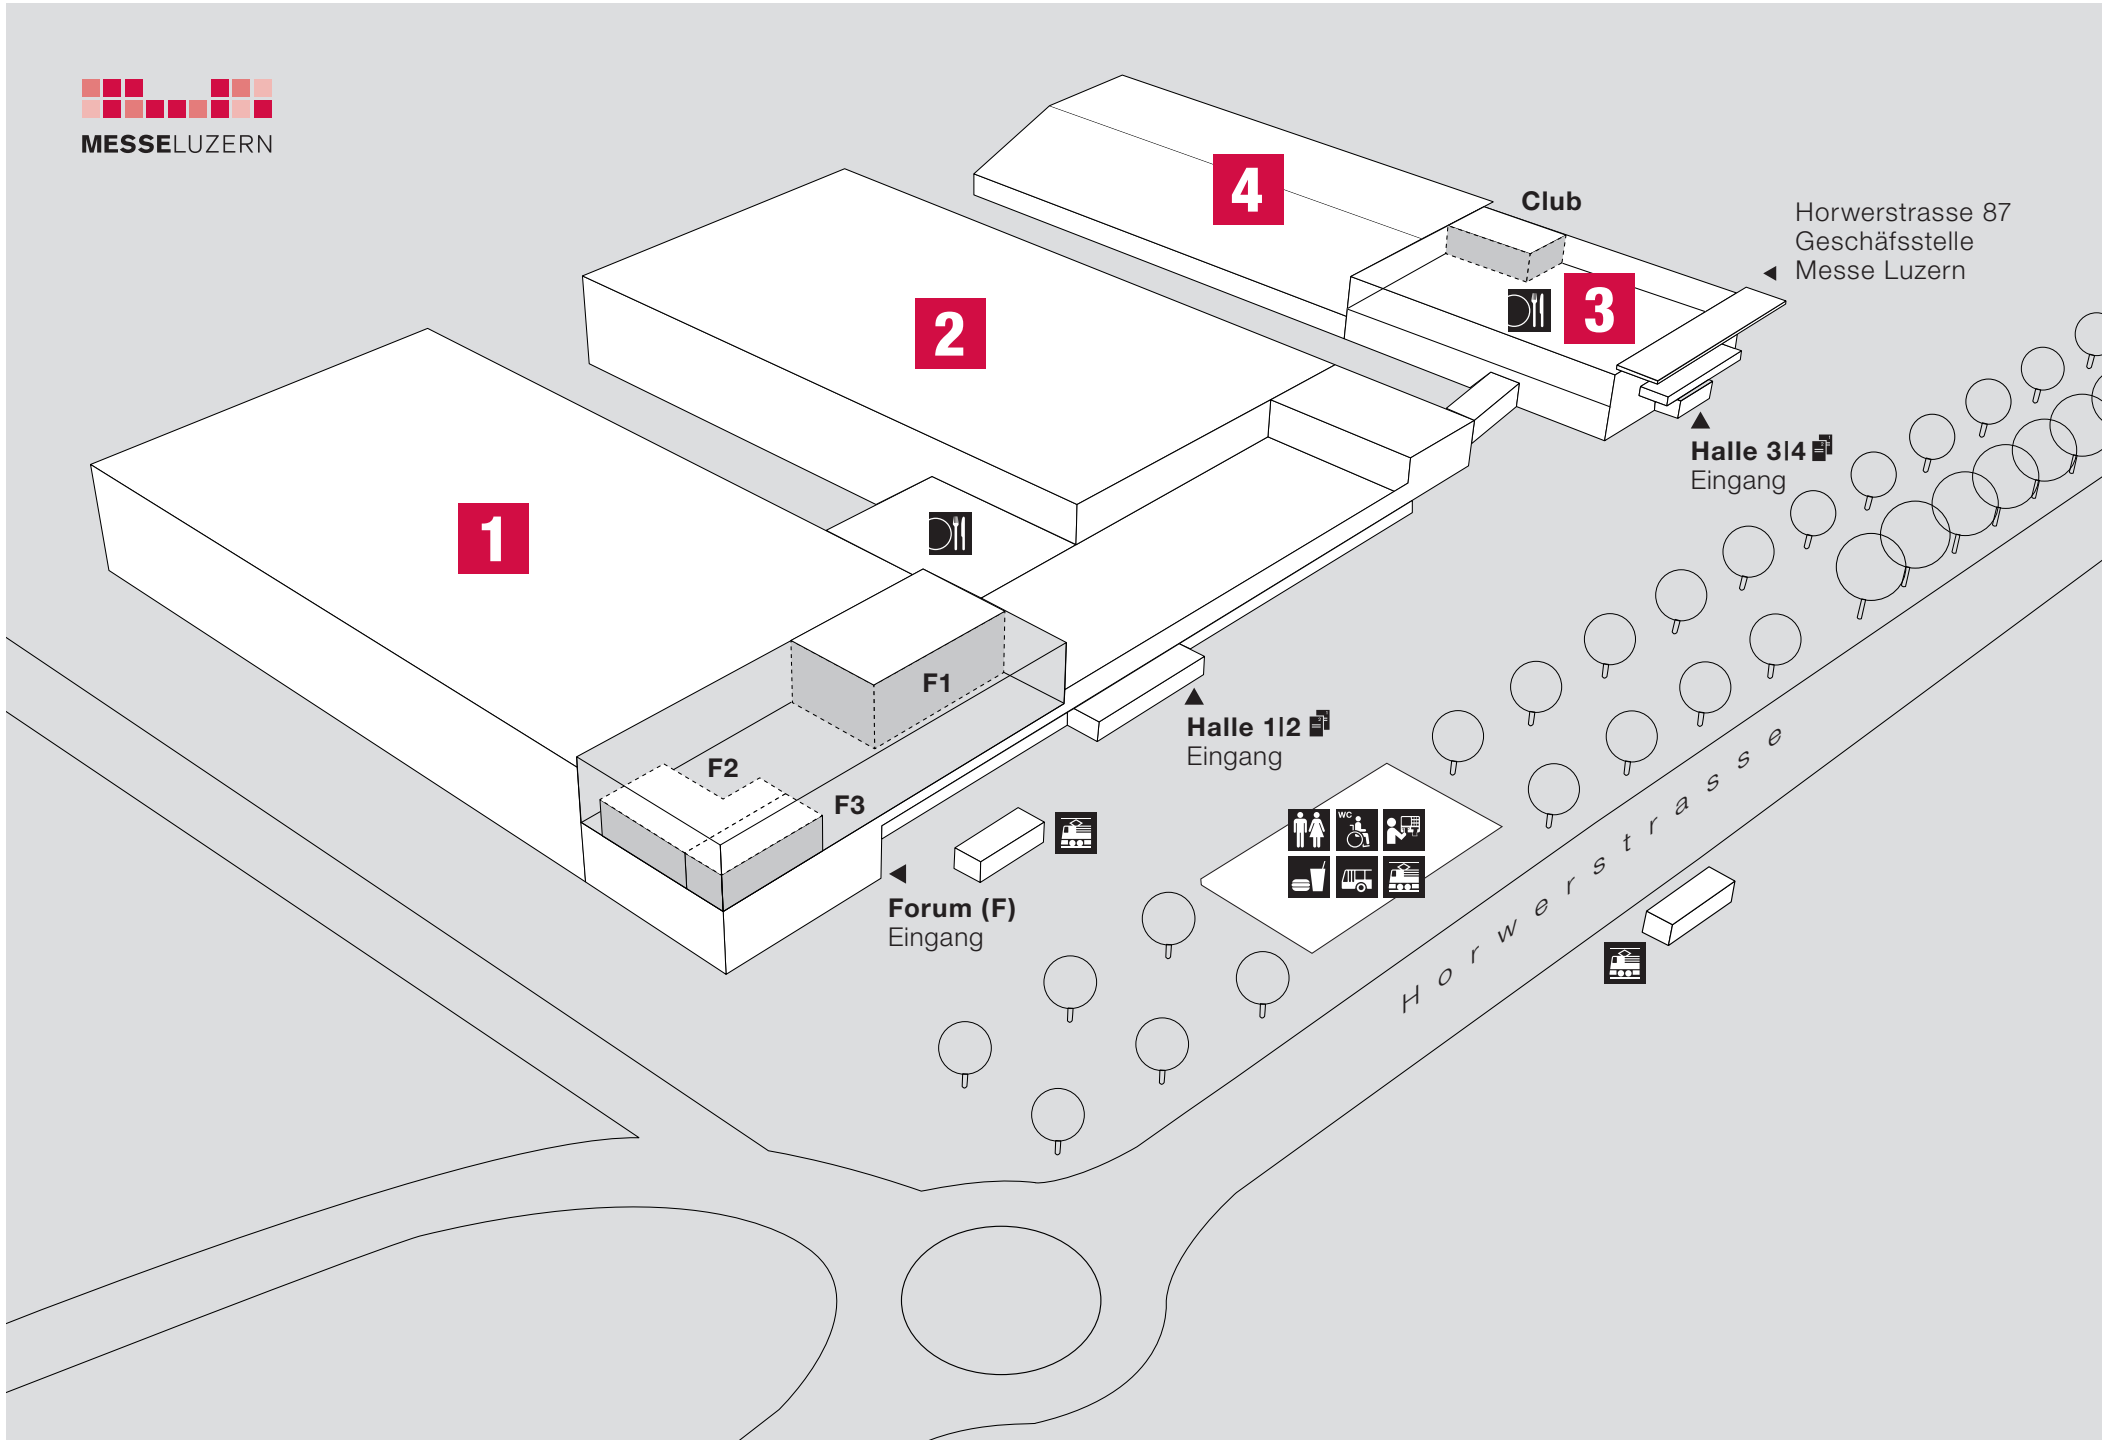 MESSELUZERN
4
Club
Horwerstrasse 87
Geschäfsstelle
Messe Luzern
3
2
Halle 3|4
Eingang
1
F1
Halle 1|2
Eingang
F2
F3
WC
Forum (F)
Eingang
Horwerstrasse